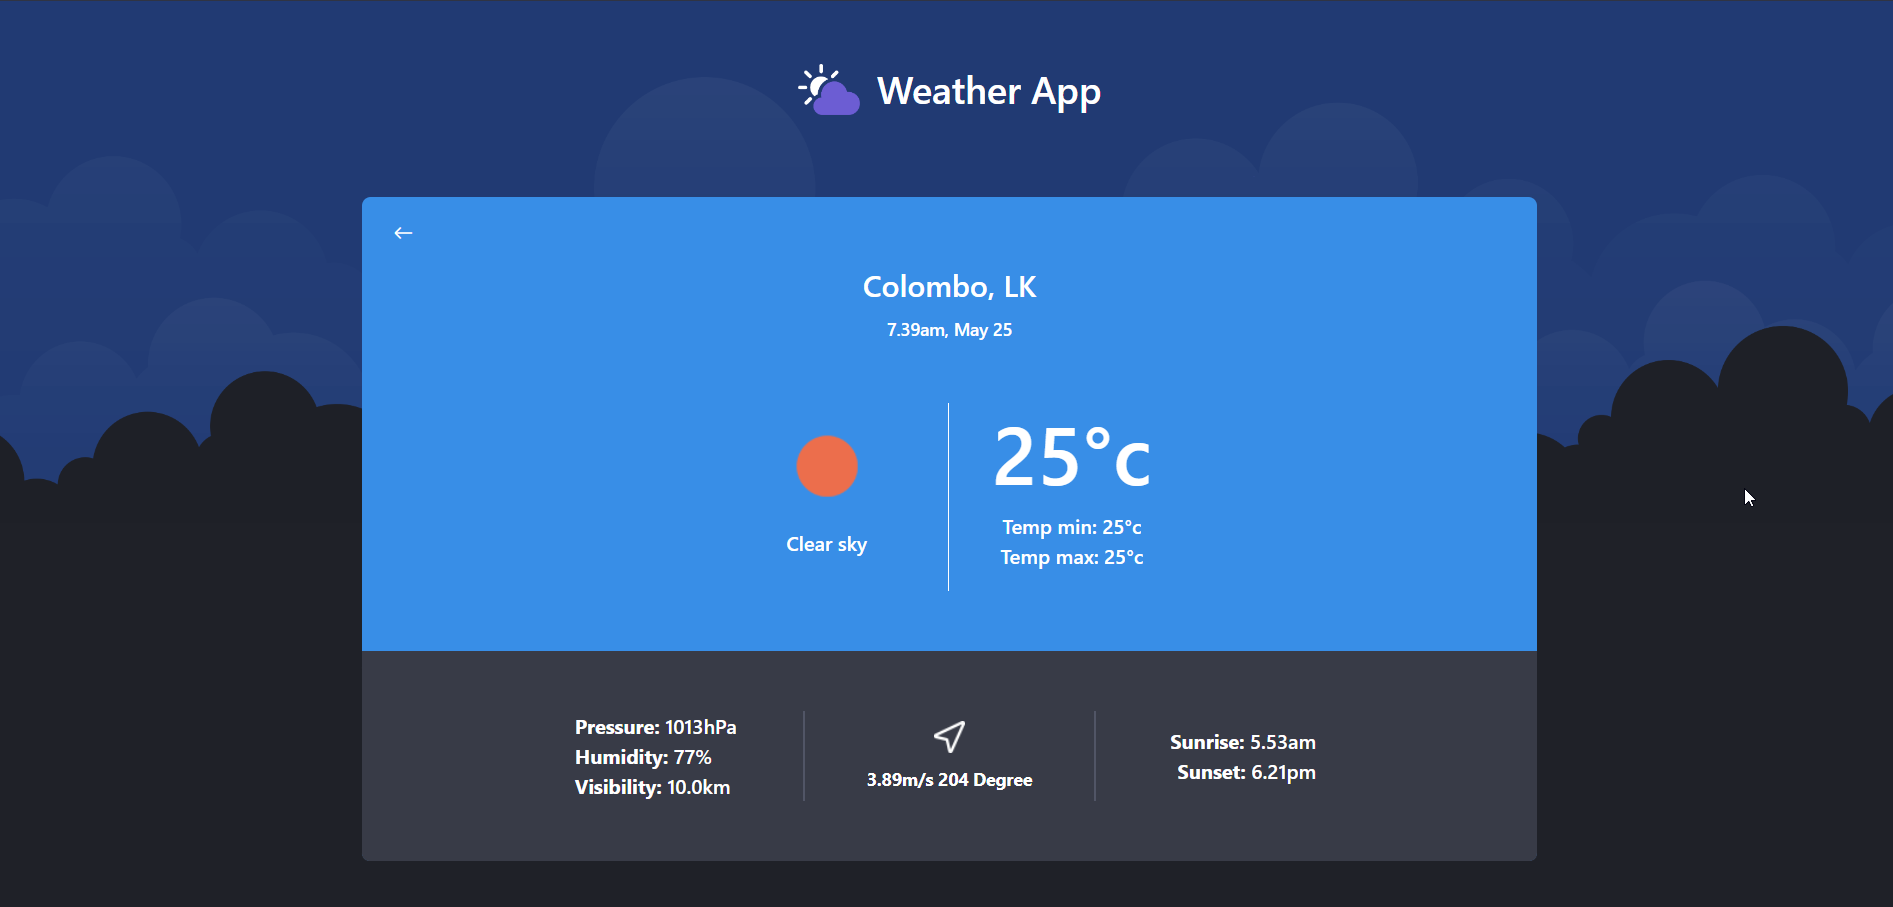 Weather App
Colombo, LK
7.39am, May 25
Clear sky
25°c
Temp min: 25°c
Temp max: 25°c
Pressure: 1013hPa
Humidity: 77%
Visibility: 10.0km
3.89m/s 204 Degree
Sunrise: 5.53am
Sunset: 6.21pm